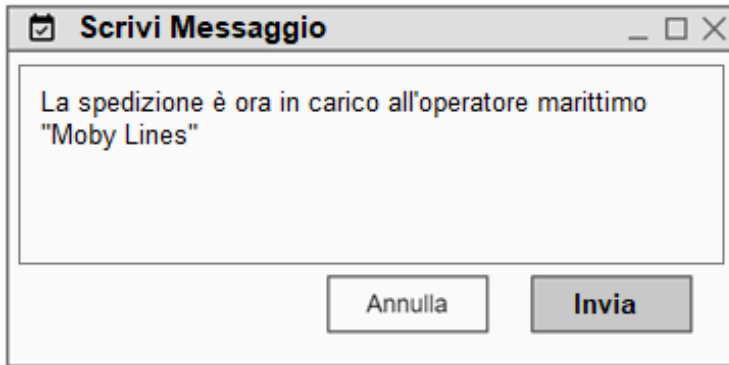 Scrivi Messaggio
La spedizione è ora in carico all'operatore marittimo
"Moby Lines"
Annulla
Invia